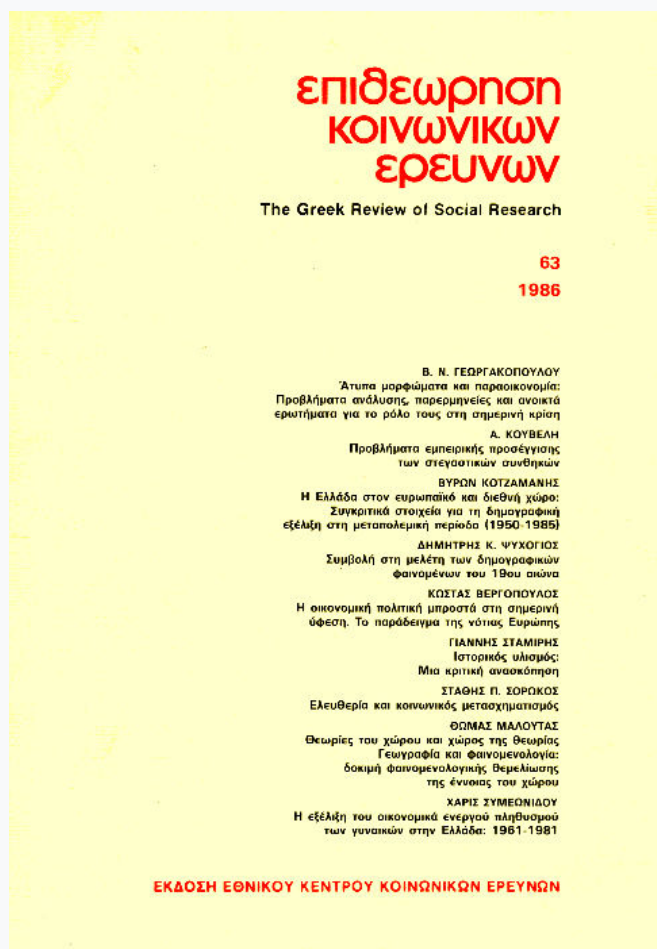 επιθεωρηση
κοινωνικων
ερευνων
The Greek Review of Social Research
63
1986
Β. Ν. ΓΕΩΡΓΑΚΟΠΟΥΛΟΥ
Άτυπα μορφώματα και παραοικονομία:
Προβλήματα ανάλυσης, παρερμηνείες και ανοικτά
ερωτήματα για το ρόλο τους στη σημερινή κρίση
Α. ΚΟΥΒΕΛΗ
Προβλήματα εμπειρικής προσέγγισης
των στεγαστικών συνθηκών
ΒΥΡΩΝ ΚΟΤΖΑΜΑΝΗΣ
Η Ελλάδα στον ευρωπαϊκό και διεθνή χώρο:
Συγκριτικά στοιχεία για τη δημογραφική
εξέλιξη στη μεταπολεμική περίοδο (1950-1985)
ΔΗΜΗΤΡΗΣ Κ. ΨΥΧΟΓΙΟΣ
Συμβολή στη μελέτη των δημογραφικών
φαινομένων του 19ου αιώνα
ΚΩΣΤΑΣ ΒΕΡΓΟΠΟΥΛΟΣ
Η οικονομική πολιτική μπροστά στη σημερινή
ύφεση. Το παράδειγμα της νότιας Ευρώπης
ΓΙΑΝΝΗΣ ΣΤΑΜΙΡΗΣ
Ιστορικός υλισμός:
Μια κριτική ανασκόπηση
ΣΤΑΘΗΣ Π. ΣΟΡΩΚΟΣ
Ελευθερία και κοινωνικός μετασχηματισμός
ΘΩΜΑΣ ΜΑΛΟΥΤΑΣ
Θεωρίες του χώρου και χώρος της θεωρίας
Γεωγραφία και φαινομενολογία:
δοκιμή φαινομενολογικής θεμελίωσης
της έννοιας του χώρου
ΧΑΡΙΣ ΣΥΜΕΩΝΙΔΟΥ
Η εξέλιξη του οικονομικά ενεργού πληθυσμού
των γυναικών στην Ελλάδα: 1961-1981
ΕΚΔΟΣΗ ΕΘΝΙΚΟΥ ΚΕΝΤΡΟΥ ΚΟΙΝΩΝΙΚΩΝ ΕΡΕΥΝΩΝ